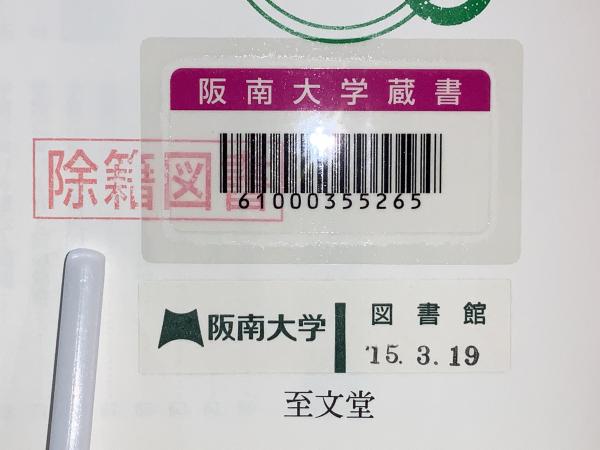 阪南大学蔵書
除籍図書
61000355265
阪南大学
図書館
'15.3.19
至文堂